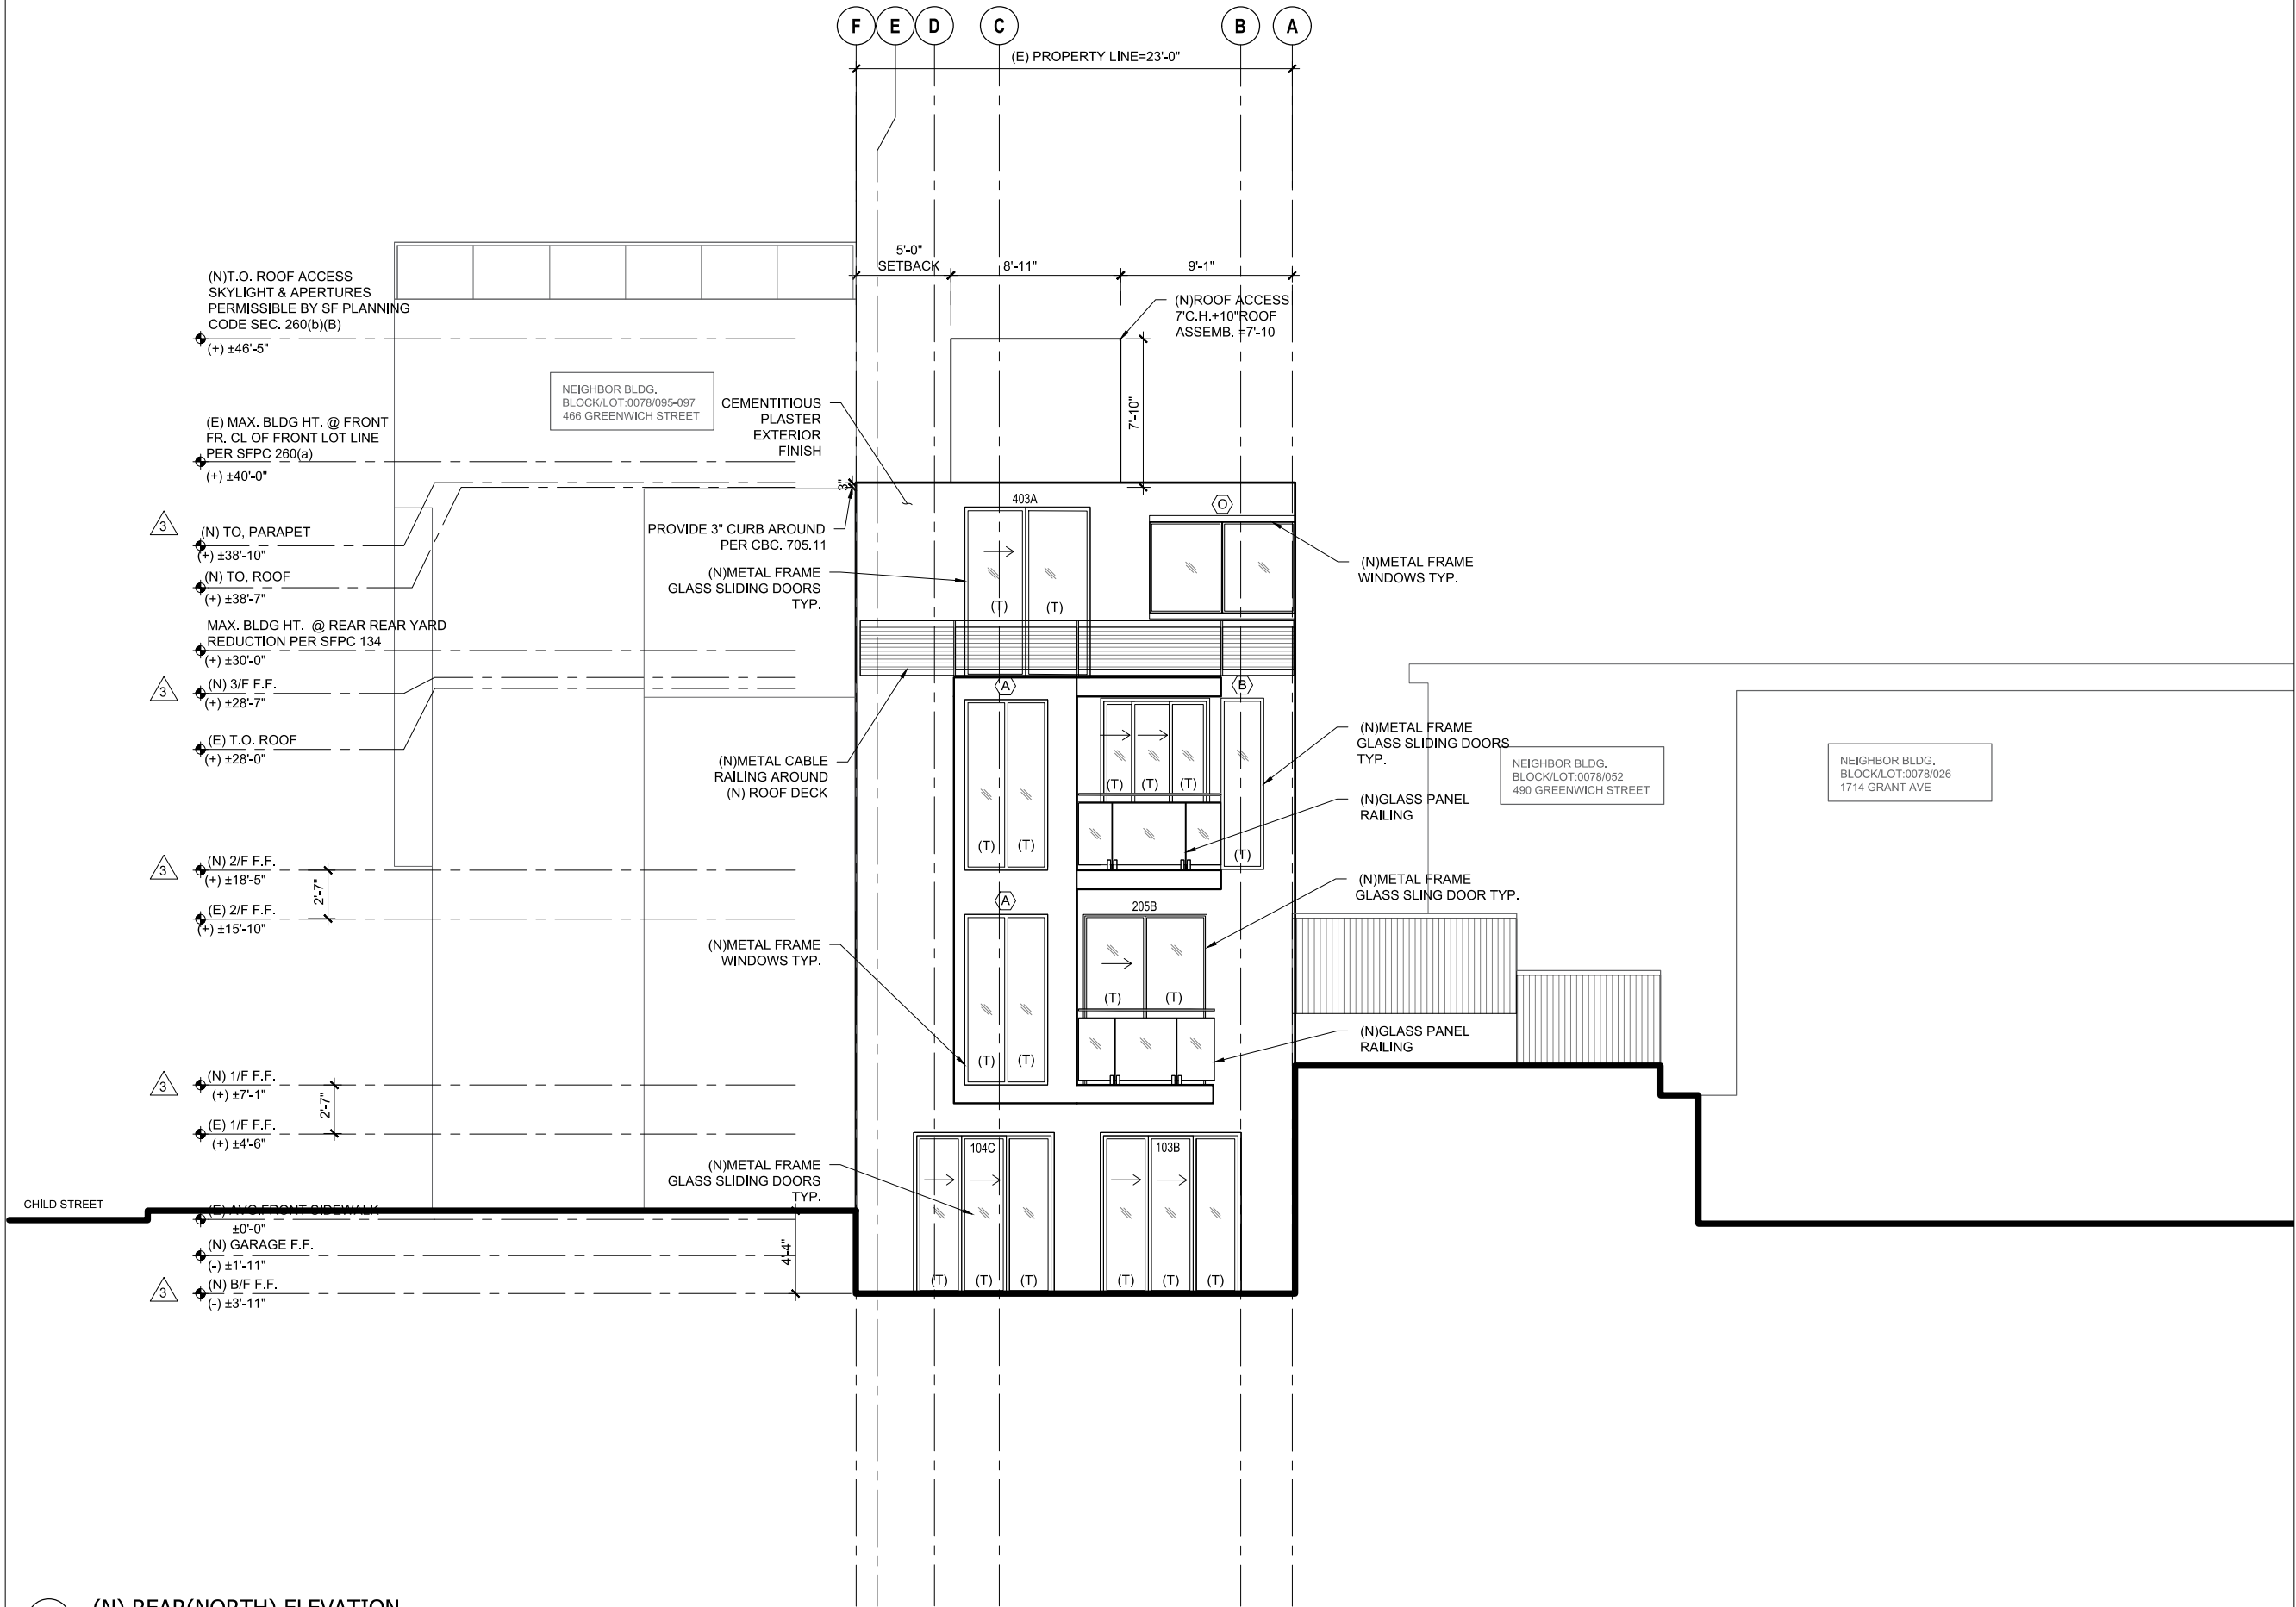 F
E
D
C
B
A
(E) PROPERTY LINE=23'-0"
5'-0"
SETBACK
8'-11"
9'-1"
(N)T.O. ROOF ACCESS
SKYLIGHT & APERTURES
PERMISSIBLE BY SF PLANNING
CODE SEC. 260(b)(B)
(+) ±46'-5"
(N)ROOF ACCESS
7'C.H.+10"ROOF
ASSEMB. =7'-10
7'-10"
NEIGHBOR BLDG.
BLOCK/LOT:0078/095-097
466 GREENWICH STREET
CEMENTITIOUS
PLASTER
EXTERIOR
FINISH
(E) MAX. BLDG HT. @ FRONT
FR. CL OF FRONT LOT LINE
PER SFPC 260(a)
(+) ±40'-0"
3"
403A
O
3
(N) TO, PARAPET
(+) ±38'-10"
PROVIDE 3" CURB AROUND
PER CBC. 705.11
(N) TO, ROOF
(+) ±38'-7"
(N)METAL FRAME
GLASS SLIDING DOORS
TYP.
(N)METAL FRAME
WINDOWS TYP.
(T)
(T)
MAX. BLDG HT. @ REAR REAR YARD
REDUCTION PER SFPC 134
(+) ±30'-0"
3
(N) 3/F F.F.
(+) ±28'-7"
A
B
(E) T.O. ROOF
(+) ±28'-0"
(N)METAL CABLE
RAILING AROUND
(N) ROOF DECK
(N)METAL FRAME
GLASS SLIDING DOORS
TYP.
NEIGHBOR BLDG.
BLOCK/LOT:0078/052
490 GREENWICH STREET
NEIGHBOR BLDG.
BLOCK/LOT:0078/026
1714 GRANT AVE
(T)
(T)
(T)
(N)GLASS PANEL
RAILING
(T)
(T)
(T)
3
(N) 2/F F.F.
(+) ±18'-5"
2'-7"
(E) 2/F F.F.
(+) ±15'-10"
A
205B
(N)METAL FRAME
GLASS SLING DOOR TYP.
(N)METAL FRAME
WINDOWS TYP.
(T)
(T)
(N)GLASS PANEL
RAILING
(T)
(T)
3
(N) 1/F F.F.
(+) ±7'-1"
2'-7"
(E) 1/F F.F.
(+) ±4'-6"
104C
103B
(N)METAL FRAME
GLASS SLIDING DOORS
TYP.
CHILD STREET
(E) AVG.FRONT SIDEWALK
±0'-0"
(N) GARAGE F.F.
(-) ±1'-11"
4'-4"
3
(N) B/F F.F.
(-) ±3'-11"
(T)
(T)
(T)
(T)
(T)
(T)
(N) REAR(NORTH) ELEVATION